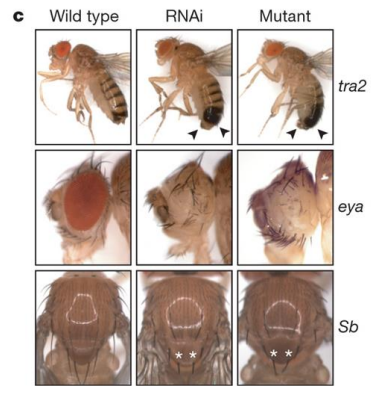 c Wild type RNAi Mutant
tra2
eya
* * * * Sb